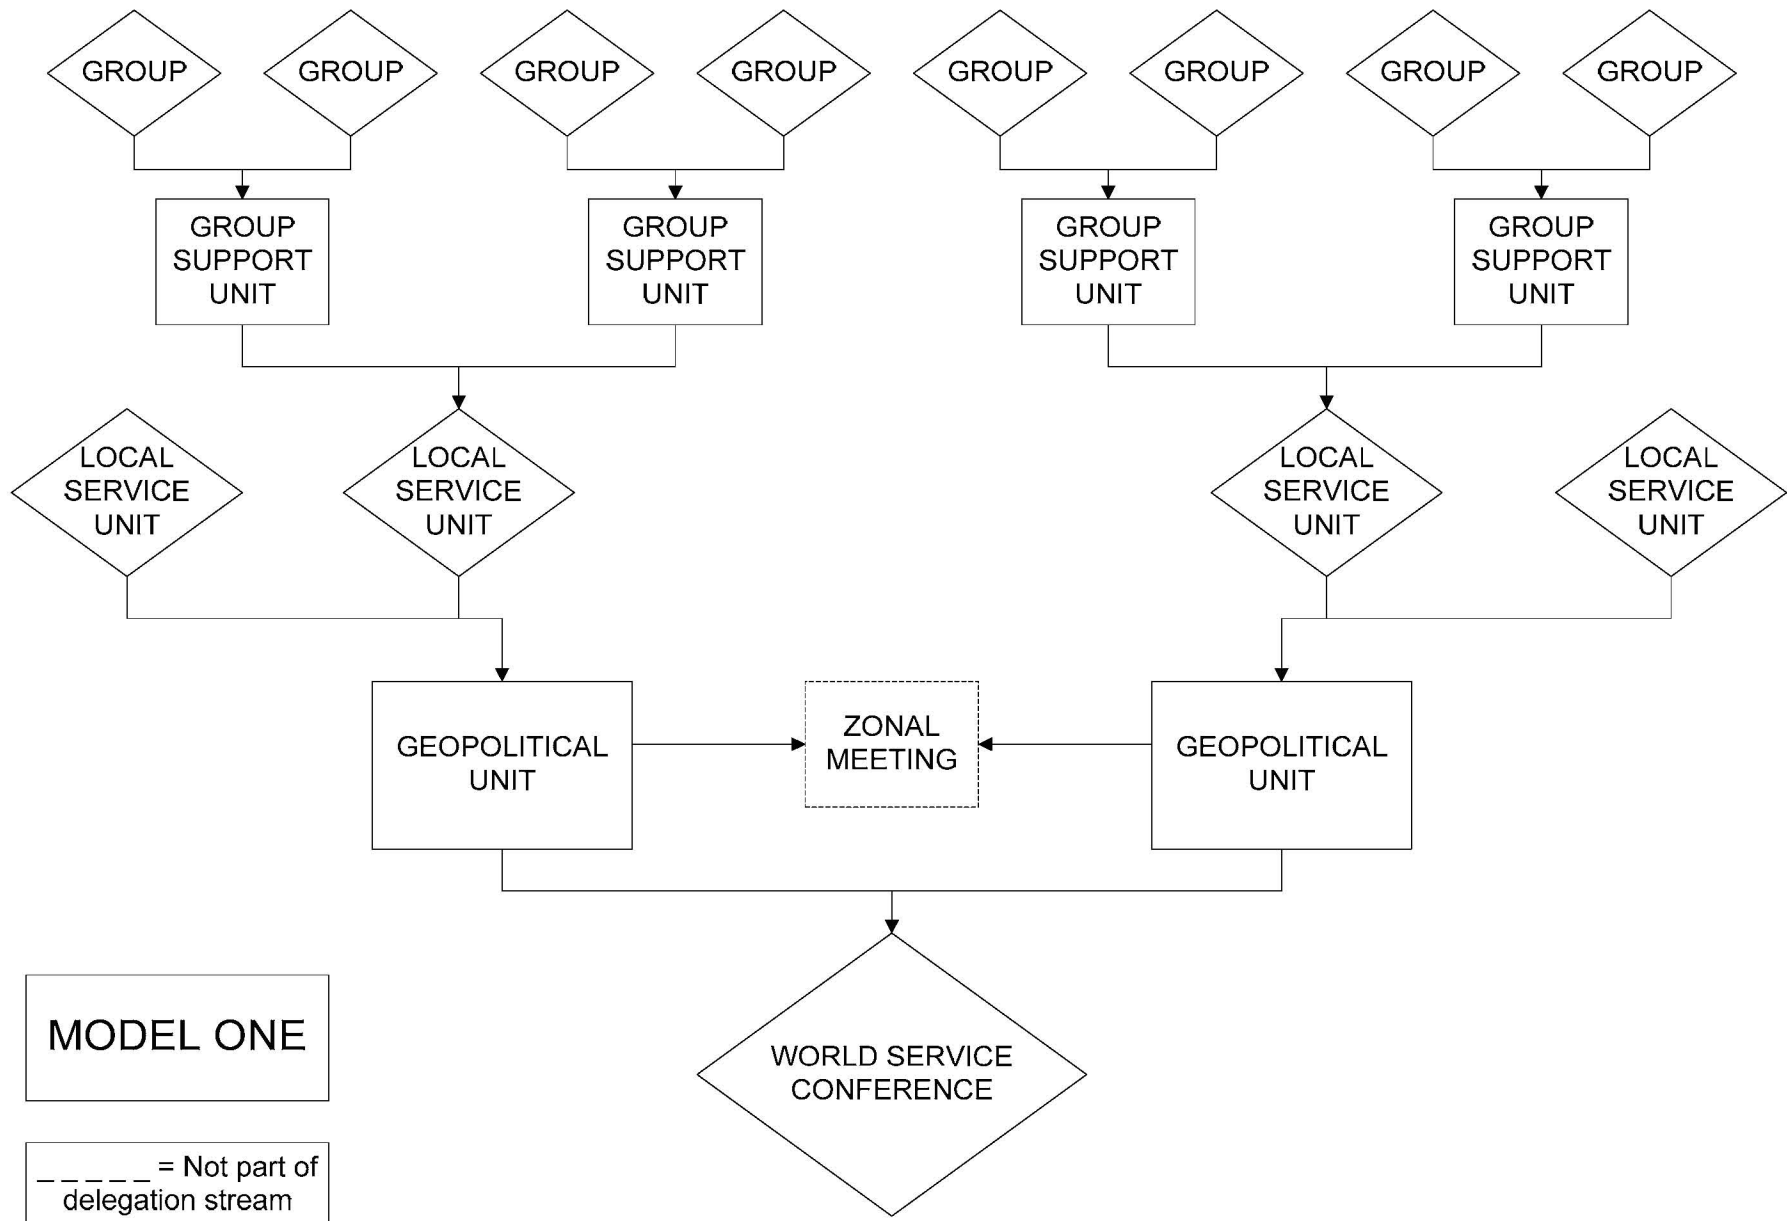 GROUP
GROUP
GROUP
GROUP
GROUP
GROUP
GROUP
GROUP
GROUP
SUPPORT
UNIT
GROUP
SUPPORT
UNIT
GROUP
SUPPORT
UNIT
GROUP
SUPPORT
UNIT
LOCAL
SERVICE
UNIT
LOCAL
SERVICE
UNIT
LOCAL
SERVICE
UNIT
LOCAL
SERVICE
UNIT
GEOPOLITICAL
UNIT
ZONAL
MEETING
GEOPOLITICAL
UNIT
WORLD SERVICE
CONFERENCE
MODEL ONE
_ _ _ _ _ = Not part of
delegation stream